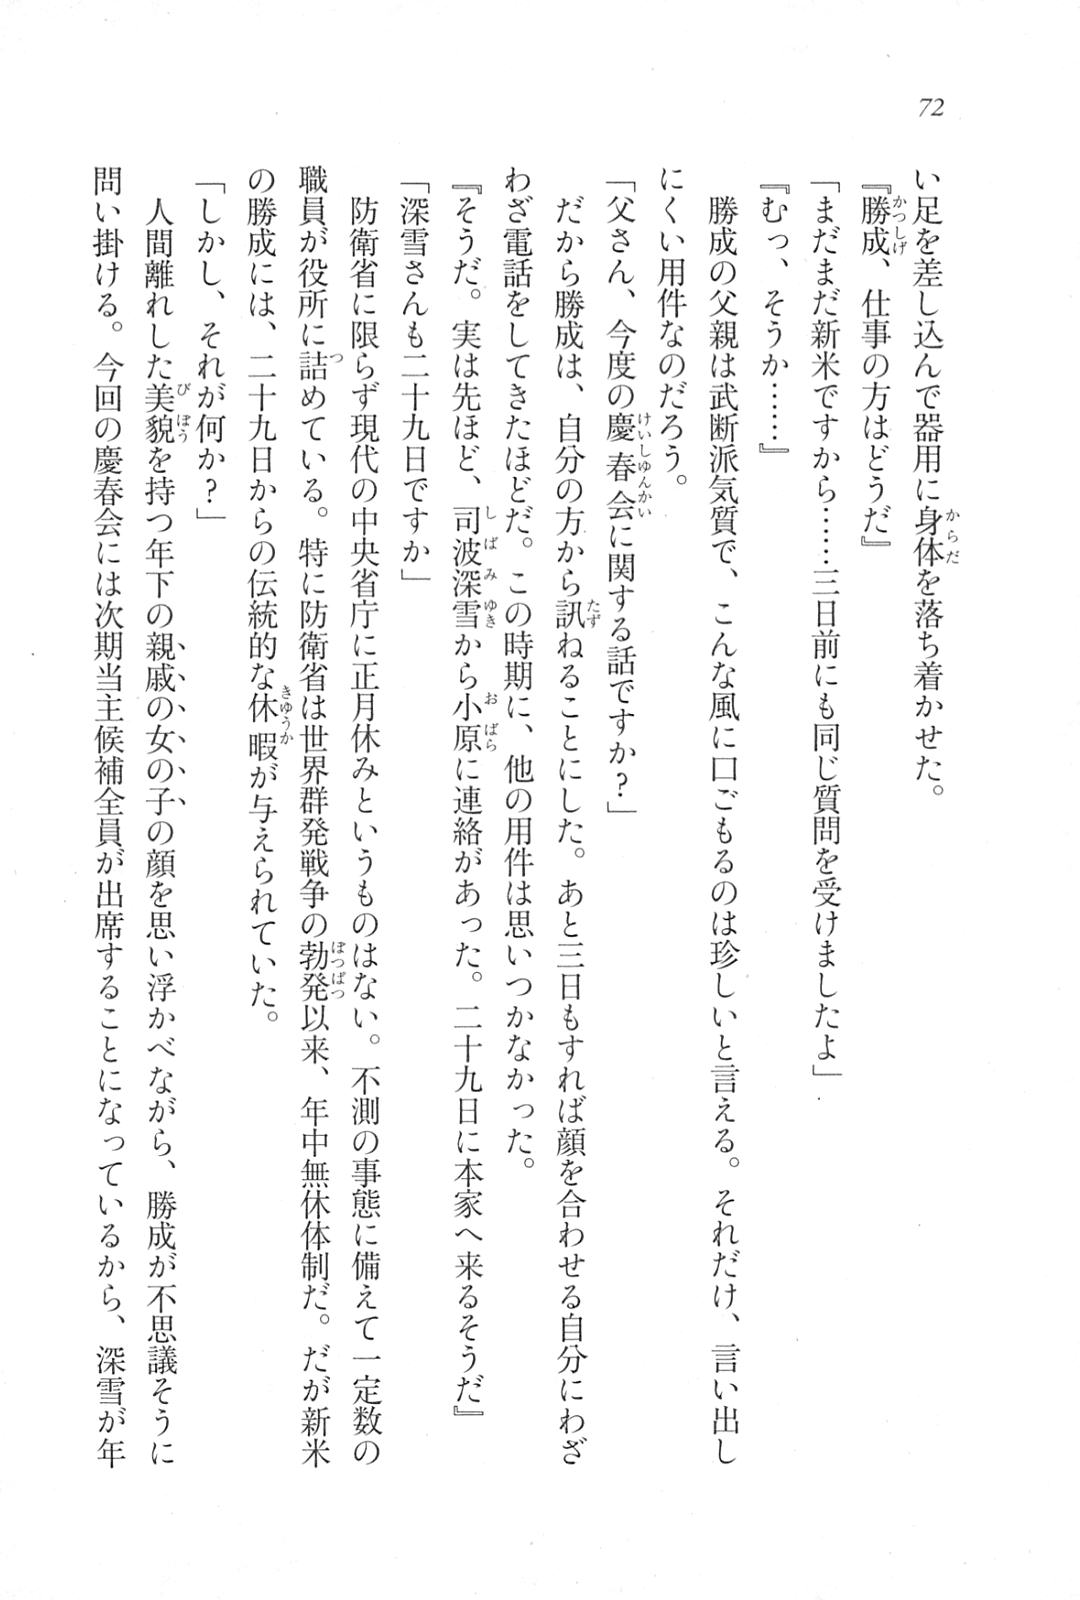 72
い足を差し込んで器用に身体を落ち着かせた。
『勝成、仕事の方はどうだ』
「まだまだ新米ですから……三日前にも同じ質問を受けましたよ」
『むっ、そうか……』
　勝成の父親は武断派気質で、こんな風に口ごもるのは珍しいと言える。それだけ、言い出し
にくい用件なのだろう。
「父さん、今度の慶春会に関する話ですか？」
　だから勝成は、自分の方から訊ねることにした。あと三日もすれば顔を合わせる自分にわざ
わざ電話をしてきたほどだ。この時期に、他の用件は思いつかなかった。
『そうだ。実は先ほど、司波深雪から小原に連絡があった。二十九日に本家へ来るそうだ』
「深雪さんも二十九日ですか」
　防衛省に限らず現代の中央省庁に正月休みというものはない。不測の事態に備えて一定数の
職員が役所に詰めている。特に防衛省は世界群発戦争の勃発以来、年中無休体制だ。だが新米
の勝成には、二十九日からの伝統的な休暇が与えられていた。
「しかし、それが何か？」
　人間離れした美貌を持つ年下の親戚の女の子の顔を思い浮かべながら、勝成が不思議そうに
問い掛ける。今回の慶春会には次期当主候補全員が出席することになっているから、深雪が年